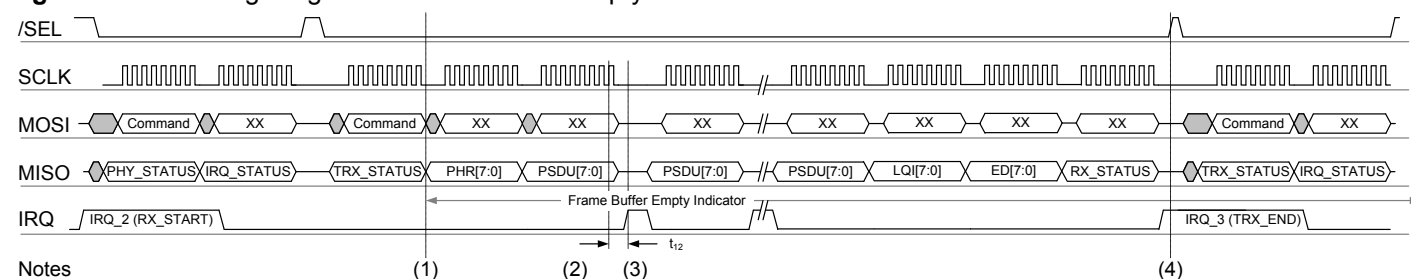 /SEL
SCLK
MOSI Command XX Command XX XX XX XX XX XX XX Command XX
MISO PHY_STATUS IRQ_STATUS TRX_STATUS PHR[7:0] PSDU[7:0] PSDU[7:0] PSDU[7:0] LQI[7:0] ED[7:0] RX_STATUS TRX_STATUS IRQ_STATUS
Frame Buffer Empty Indicator
IRQ IRQ_2 (RX_START) IRQ_3 (TRX_END)
t12
Notes (1) (2) (3) (4)